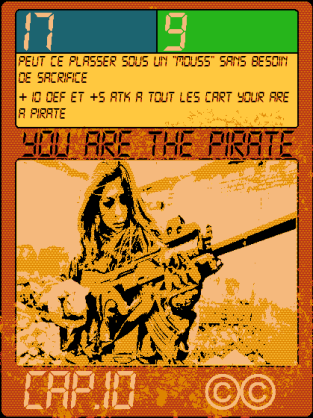 17 9
PEUT CE PLASSER SOUS UN "MOUSS" SANS BESOIN
DE SACRIFICE
+ 10 DEF ET +5 ATK A TOUT LES CART YOUR ARE
A PIRATE
YOU ARE THE PIRATE
CAP.10 ©©